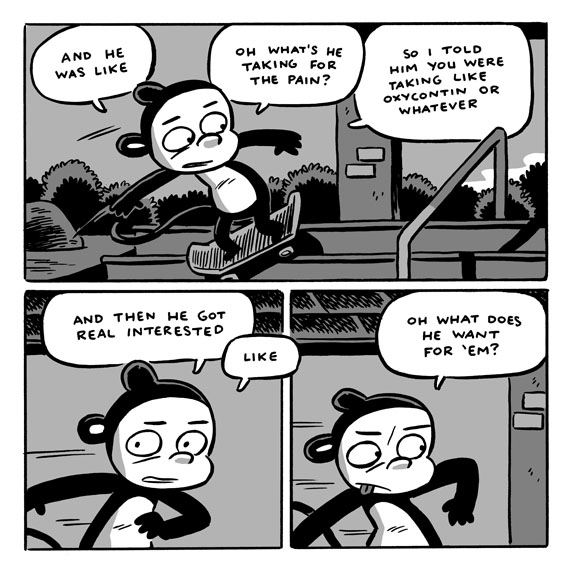 AND HE
WAS LIKE
OH WHAT'S HE
TAKING FOR
THE PAIN?
SO I TOLD
HIM YOU WERE
TAKING LIKE
OXYCONTIN OR
WHATEVER
AND THEN HE GOT
REAL INTERESTED
LIKE
OH WHAT DOES
HE WANT
FOR 'EM?